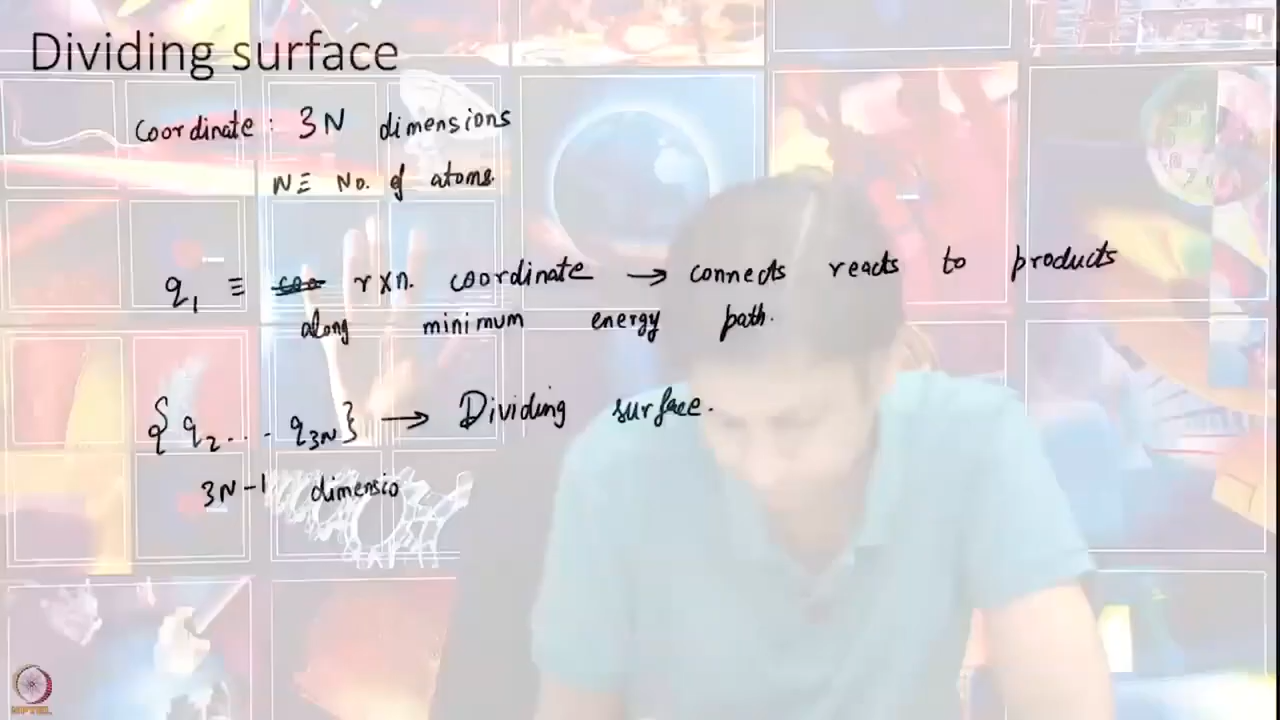 Dividing surface
Coordinate : 3N dimensions
N ≡ No. of atoms.
q₁ ≡ rxn. coordinate → connects reacts to products
along minimum energy path.
{q₂... q₃ₙ} → Dividing surface.
3N-1 dimensio
NPTEL